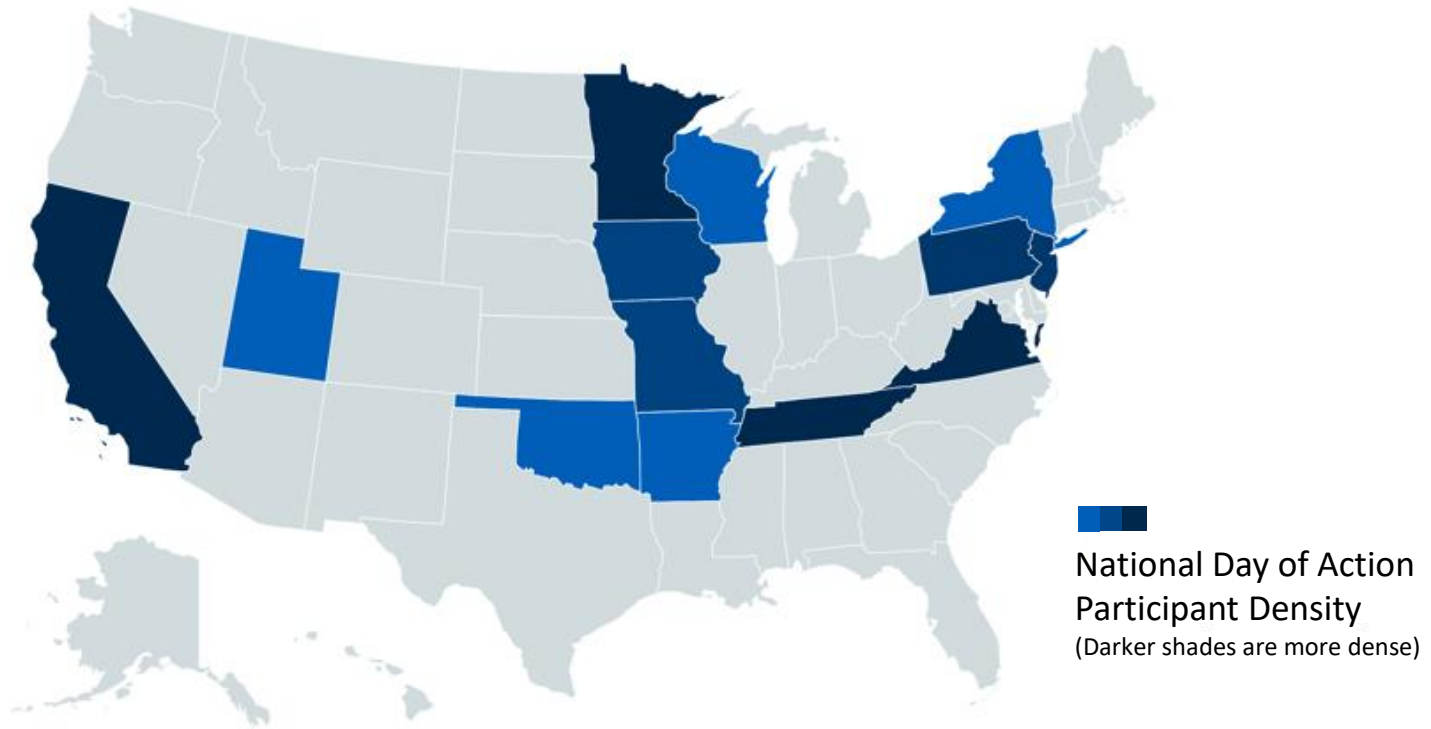 National Day of Action
Participant Density
(Darker shades are more dense)